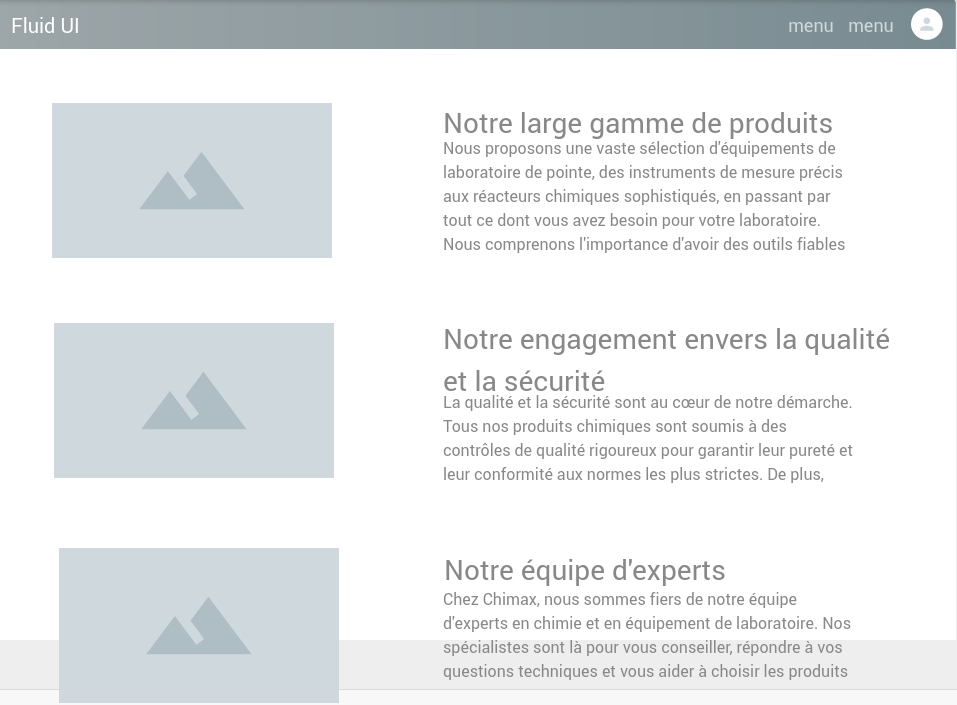 Fluid UI
menu menu
Notre large gamme de produits
Nous proposons une vaste sélection d'équipements de
laboratoire de pointe, des instruments de mesure précis
aux réacteurs chimiques sophistiqués, en passant par
tout ce dont vous avez besoin pour votre laboratoire.
Nous comprenons l'importance d'avoir des outils fiables
Notre engagement envers la qualité
et la sécurité
La qualité et la sécurité sont au cœur de notre démarche.
Tous nos produits chimiques sont soumis à des
contrôles de qualité rigoureux pour garantir leur pureté et
leur conformité aux normes les plus strictes. De plus,
Notre équipe d'experts
Chez Chimax, nous sommes fiers de notre équipe
d'experts en chimie et en équipement de laboratoire. Nos
spécialistes sont là pour vous conseiller, répondre à vos
questions techniques et vous aider à choisir les produits